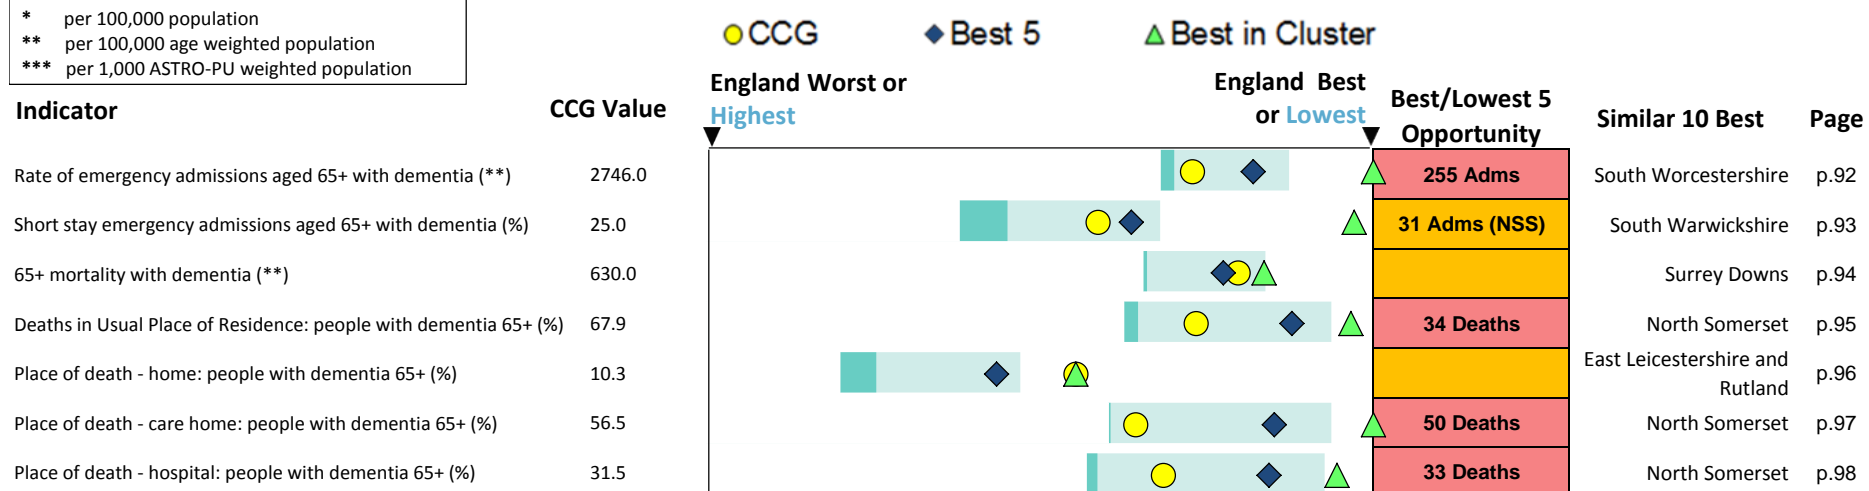 * per 100,000 population
** per 100,000 age weighted population
*** per 1,000 ASTRO-PU weighted population
CCG Best 5 Best in Cluster
Indicator CCG Value England Worst or Highest England Best or Lowest Best/Lowest 5 Opportunity Similar 10 Best Page
Rate of emergency admissions aged 65+ with dementia (**) 2746.0 255 Adms South Worcestershire p.92
Short stay emergency admissions aged 65+ with dementia (%) 25.0 31 Adms (NSS) South Warwickshire p.93
65+ mortality with dementia (**) 630.0 Surrey Downs p.94
Deaths in Usual Place of Residence: people with dementia 65+ (%) 67.9 34 Deaths North Somerset p.95
Place of death - home: people with dementia 65+ (%) 10.3 East Leicestershire and Rutland p.96
Place of death - care home: people with dementia 65+ (%) 56.5 50 Deaths North Somerset p.97
Place of death - hospital: people with dementia 65+ (%) 31.5 33 Deaths North Somerset p.98